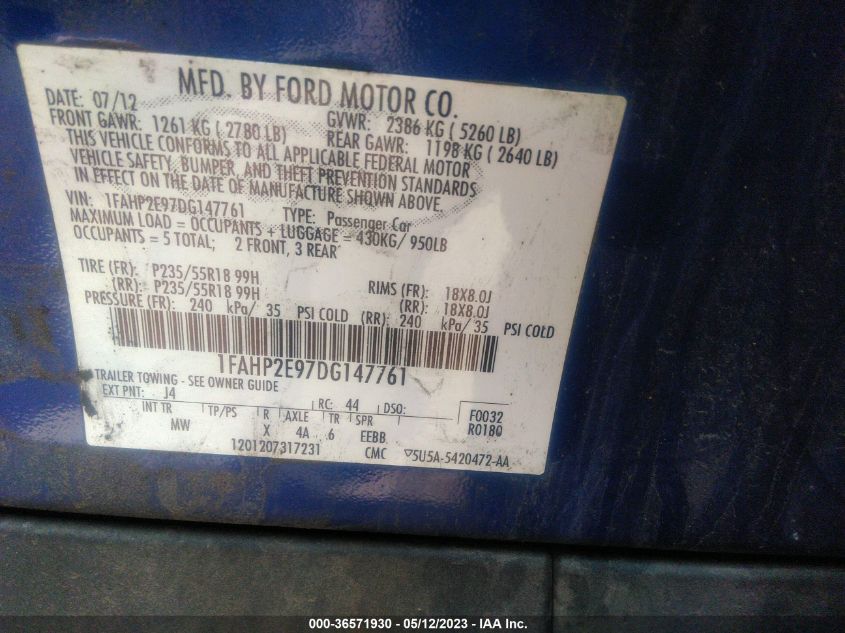 MFD. BY FORD MOTOR CO.
DATE: 07/12 GVWR: 2386 KG ( 5260 LB)
FRONT GAWR: 1261 KG ( 2780 LB) REAR GAWR: 1198 KG ( 2640 LB)
THIS VEHICLE CONFORMS TO ALL APPLICABLE FEDERAL MOTOR
VEHICLE SAFETY, BUMPER, AND THEFT PREVENTION STANDARDS
IN EFFECT ON THE DATE OF MANUFACTURE SHOWN ABOVE.
VIN: 1FAHP2E97DG147761 TYPE: Passenger Car
MAXIMUM LOAD = OCCUPANTS + LUGGAGE = 430KG/ 950LB
OCCUPANTS = 5 TOTAL; 2 FRONT, 3 REAR
TIRE (FR): P235/55R18 99H RIMS (FR): 18X8.0J
(RR): P235/55R18 99H (RR): 18X8.0J
PRESSURE (FR): 240 kPa/ 35 PSI COLD (RR): 240 kPa/ 35 PSI COLD
1FAHP2E97DG147761
TRAILER TOWING - SEE OWNER GUIDE
EXT PNT: J4 RC: 44 DSO: F0032
INT TR TP/PS R AXLE TR SPR R0180
MW X 4A 6 EEBB
1201207317231 CMC ▽5U5A-5420472-AA
000-36571930 - 05/12/2023 - IAA Inc.